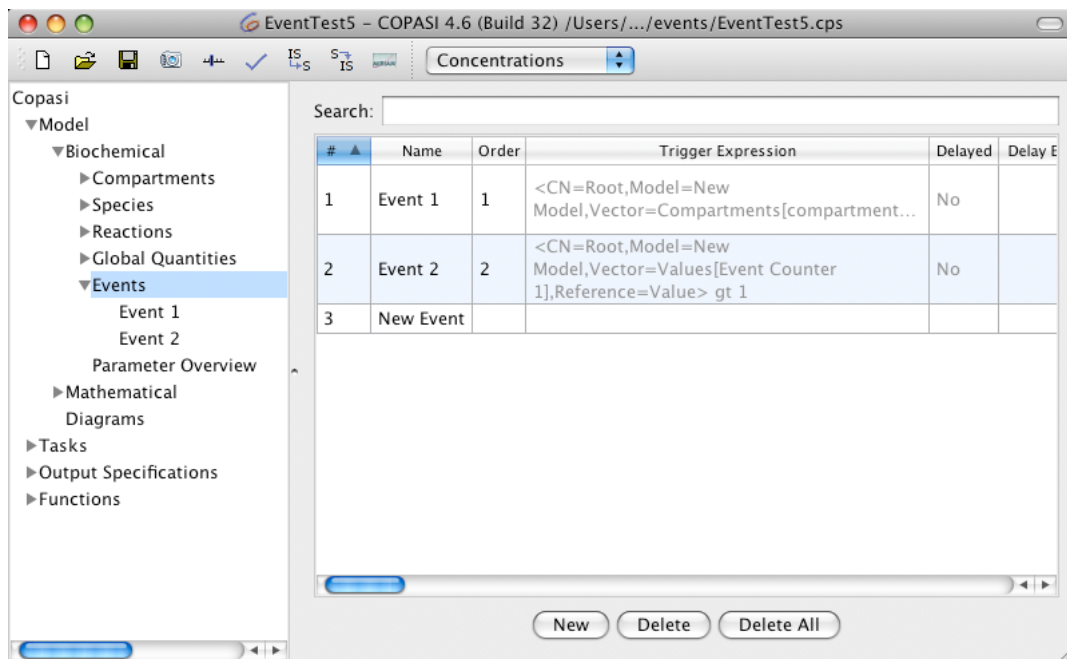 EventTest5 – COPASI 4.6 (Build 32) /Users/.../events/EventTest5.cps
IS S S IS Concentrations
Copasi
Model
Biochemical
Compartments
Species
Reactions
Global Quantities
Events
Event 1
Event 2
Parameter Overview
Mathematical
Diagrams
Tasks
Output Specifications
Functions
Search:
# Name Order Trigger Expression Delayed Delay E
1 Event 1 1 <CN=Root,Model=New
Model,Vector=Compartments[compartment... No
2 Event 2 2 <CN=Root,Model=New
Model,Vector=Values[Event Counter
1],Reference=Value> gt 1 No
3 New Event
New Delete Delete All